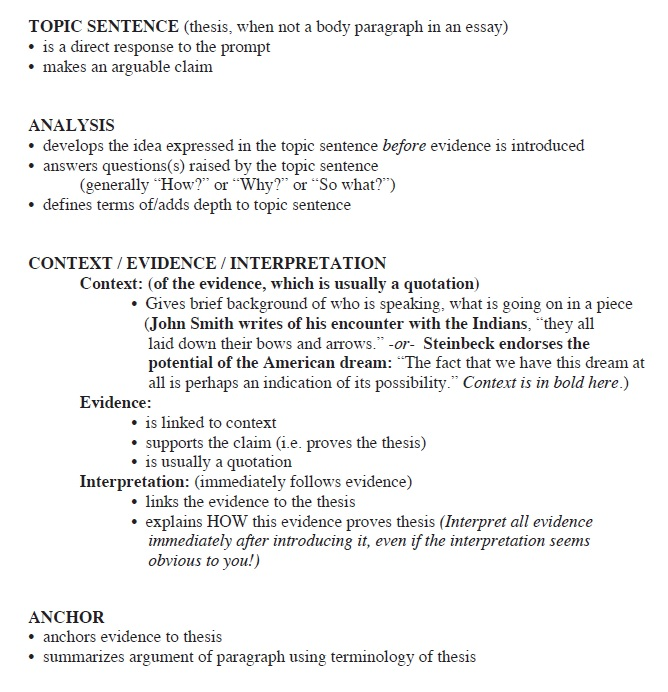 TOPIC SENTENCE (thesis, when not a body paragraph in an essay)
• is a direct response to the prompt
• makes an arguable claim
ANALYSIS
• develops the idea expressed in the topic sentence before evidence is introduced
• answers questions(s) raised by the topic sentence
(generally “How?” or “Why?” or “So what?”)
• defines terms of/adds depth to topic sentence
CONTEXT / EVIDENCE / INTERPRETATION
Context: (of the evidence, which is usually a quotation)
• Gives brief background of who is speaking, what is going on in a piece
(John Smith writes of his encounter with the Indians, “they all
laid down their bows and arrows.” -or- Steinbeck endorses the
potential of the American dream: “The fact that we have this dream at
all is perhaps an indication of its possibility.” Context is in bold here.)
Evidence:
• is linked to context
• supports the claim (i.e. proves the thesis)
• is usually a quotation
Interpretation: (immediately follows evidence)
• links the evidence to the thesis
• explains HOW this evidence proves thesis (Interpret all evidence
immediately after introducing it, even if the interpretation seems
obvious to you!)
ANCHOR
• anchors evidence to thesis
• summarizes argument of paragraph using terminology of thesis